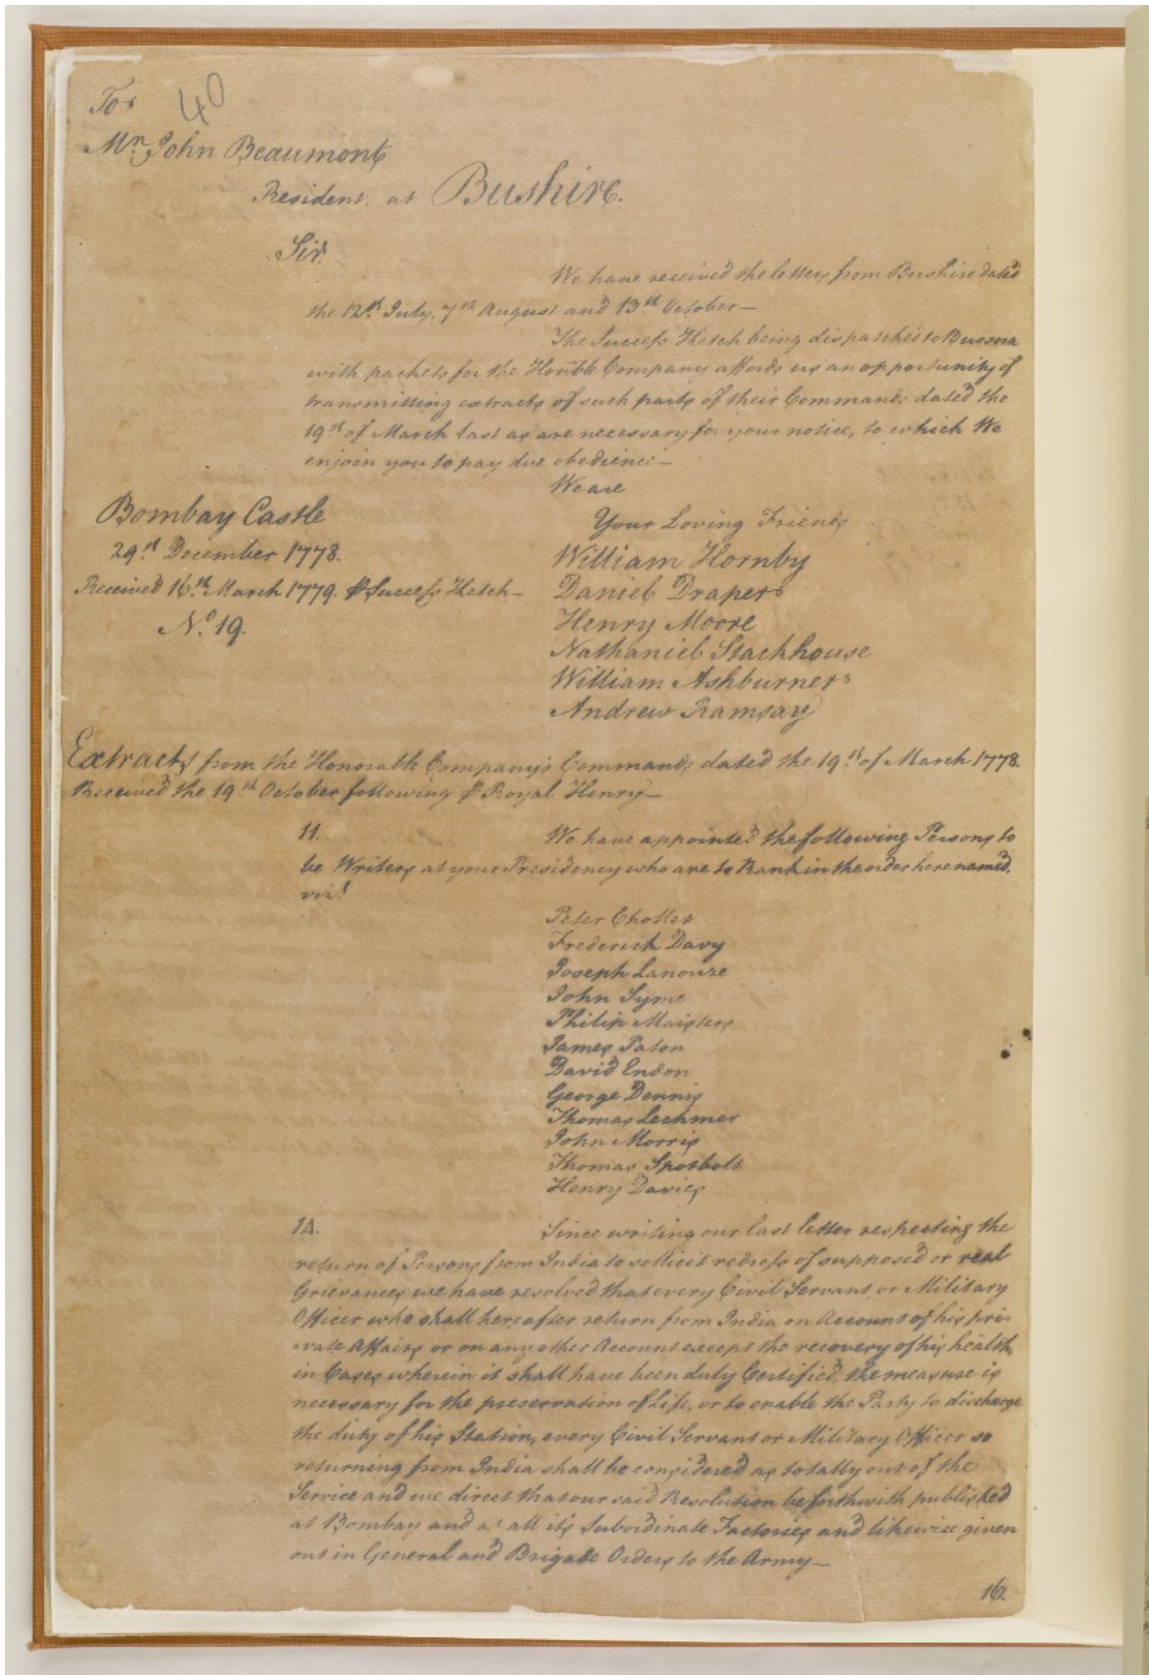 To
40
Mr. John Beaumont
Resident at Bushire.
Sir,
We have received the letters from Bushire dated
the 12th July, 7th August and 13th October—
The Success Ketch being dispatched to Bussora
with packets for the Honble Company affords us an opportunity of
transmitting extracts of such parts of their Commands dated the
19th of March last as are necessary for your notice, to which We
enjoin you to pay due obedience—
We are
Your Loving Friends
Bombay Castle
29th December 1778.
Received 16th March 1779. ⅌ Success Ketch—
No. 19.
William Hornby
Daniel Draper
Henry Moore
Nathaniel Stackhouse
William Ashburner
Andrew Ramsay
Extracts from the Honorable Company's Commands dated the 19th of March 1778.
Received the 19th October following ⅌ Royal Henry—
11. We have appointed the following Persons to
be Writers at your Presidency who are to Rank in the order here named,
vizt.
Peter Chollet
Frederick Davy
Joseph Lanouze
John Syme
Philip Maisters
James Paton
David Endon
George Dennis
Thomas Lechmer
John Morris
Thomas Spotbolt
Henry Davies
14. Since writing our last letter respecting the
return of Persons from India to sollicit redress of supposed or real
Grievances we have resolved that every Civil Servant or Military
Officer who shall hereafter return from India on Account of his pri-
-vate Affairs or on any other Account except the recovery of his health,
in Cases wherein it shall have been duly Certified, the measure is
necessary for the preservation of Life, or to enable the Party to discharge
the duty of his Station, every Civil Servant or Military Officer so
returning from India shall be considered as totally out of the
Service and we direct that our said Resolution be forthwith published
at Bombay and at all its Subordinate Factories and likewise given
out in General and Brigade Orders to the Army—
16.